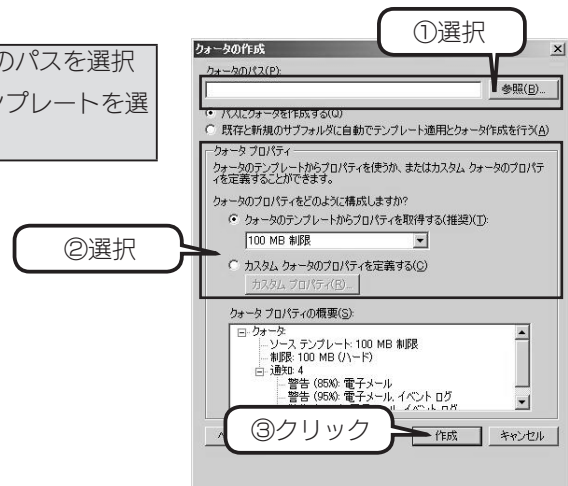 のパスを選択
ンプレートを選
①選択
クォータの作成
クォータのパス(P):
参照(B)...
パスにクォータを作成する(Q)
既存と新規のサブフォルダに自動でテンプレート適用とクォータ作成を行う(A)
クォータ プロパティ
クォータのテンプレートからプロパティを使うか、またはカスタム クォータのプロパテ
ィを定義することができます。
クォータのプロパティをどのように構成しますか?
クォータのテンプレートからプロパティを取得する(推奨)(T):
100 MB 制限
②選択
カスタム クォータのプロパティを定義する(C)
カスタム プロパティ(R)...
クォータ プロパティの概要(S):
クォータ:
ソース テンプレート: 100 MB 制限
制限: 100 MB (ハード)
通知: 4
警告 (85%): 電子メール
警告 (95%): 電子メール, イベント ログ
③クリック
作成
キャンセル